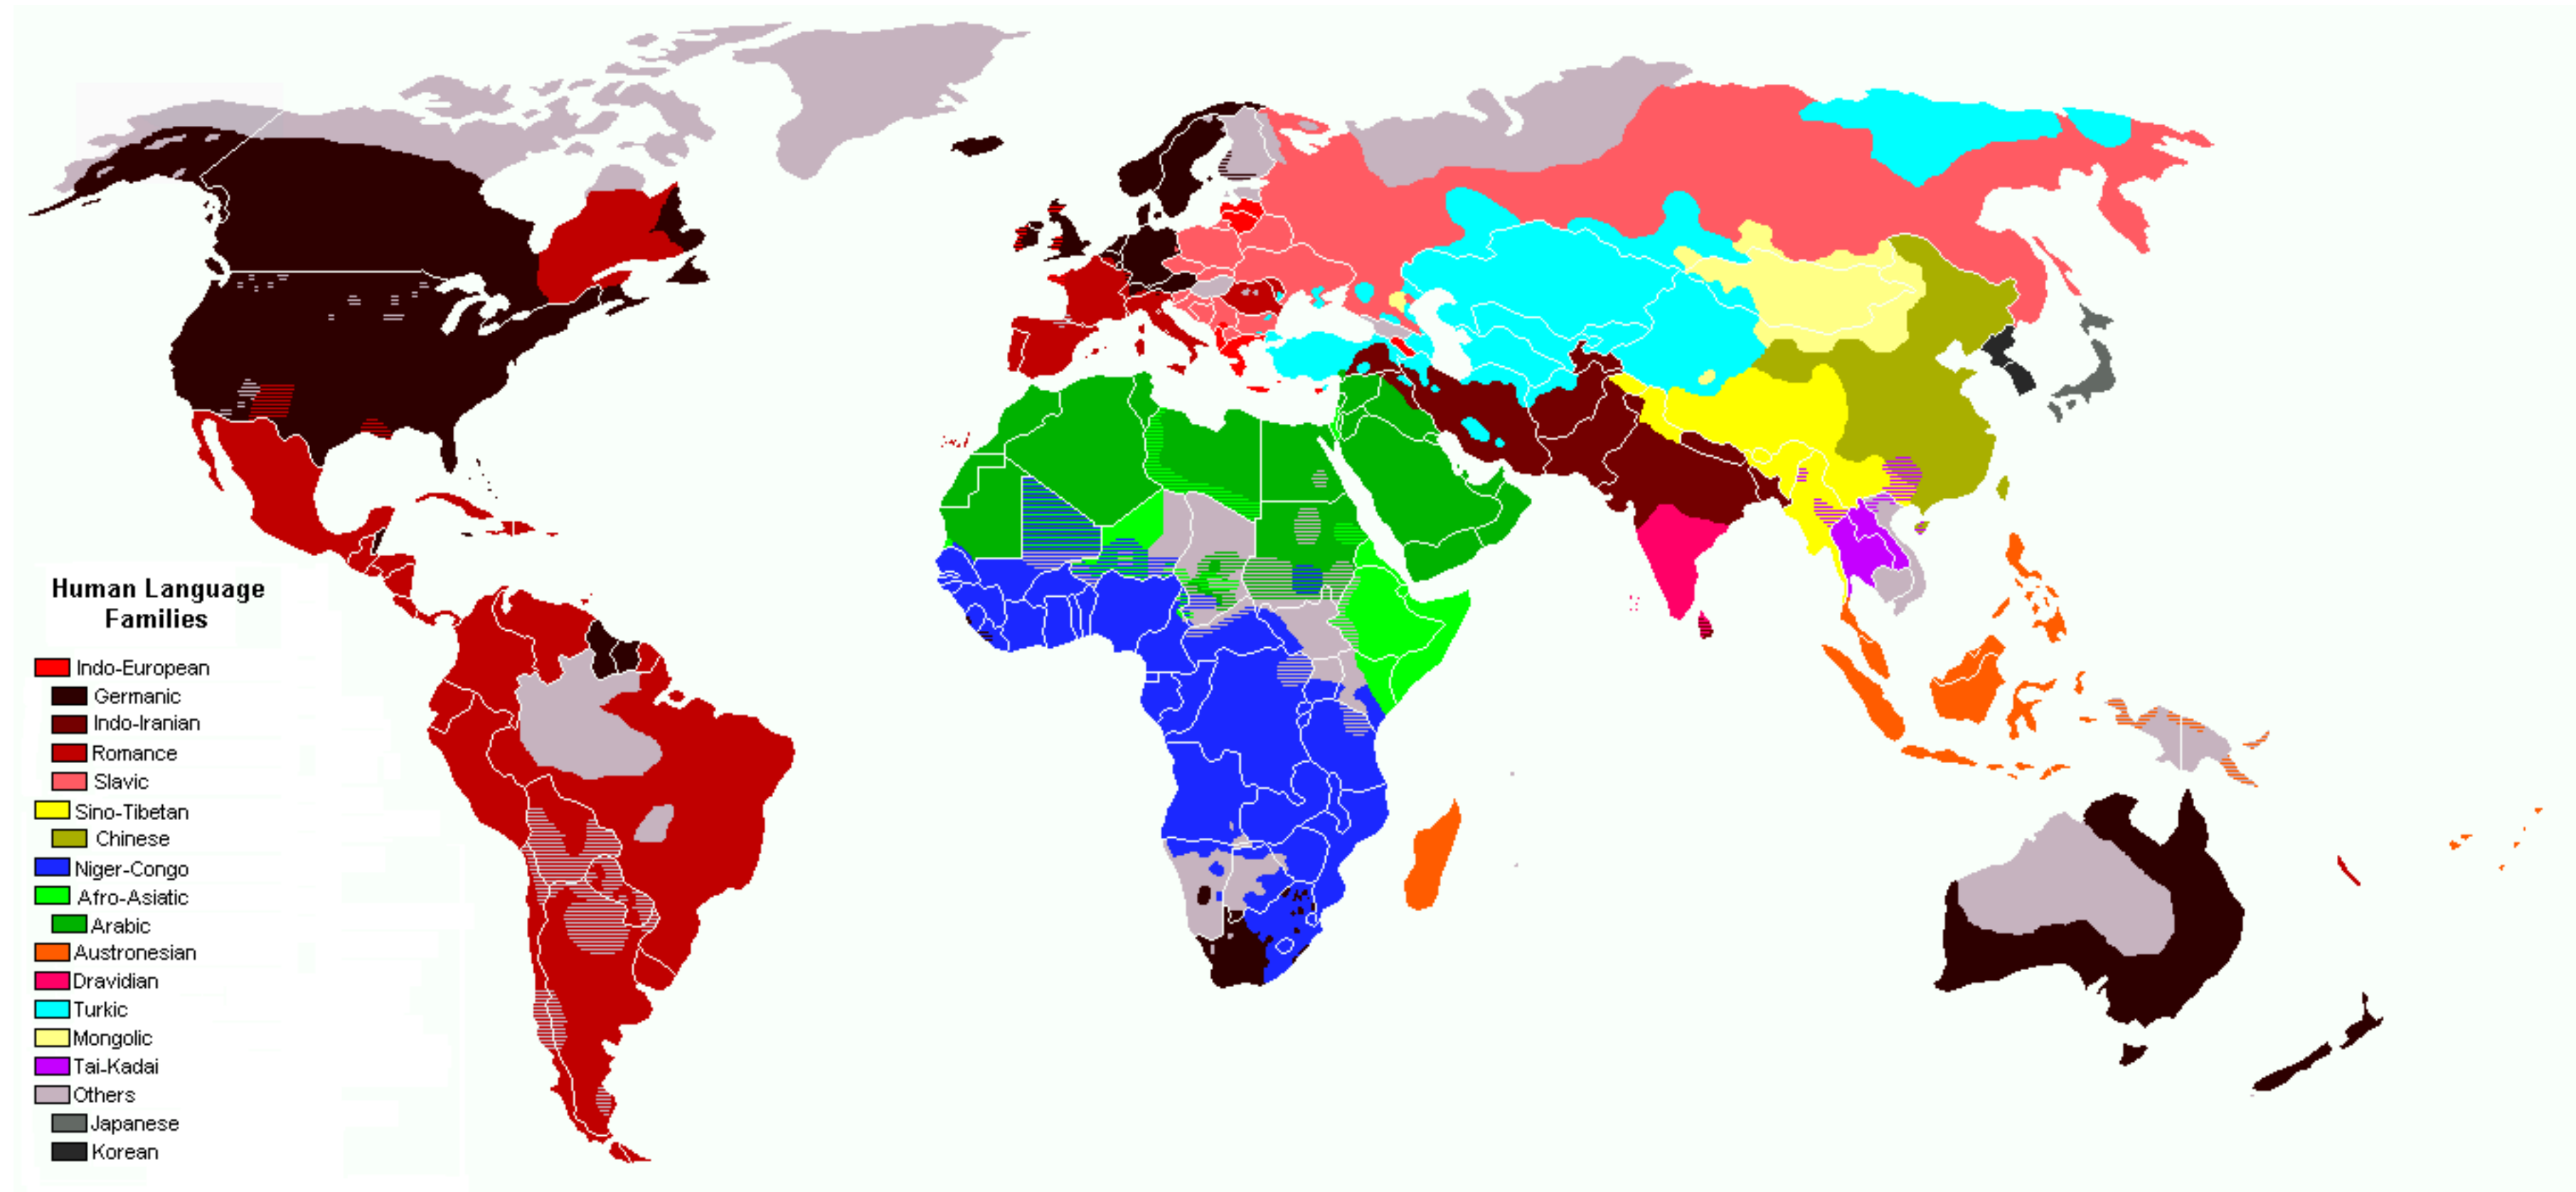 Human Language
Families
Indo-European
Germanic
Indo-Iranian
Romance
Slavic
Sino-Tibetan
Chinese
Niger-Congo
Afro-Asiatic
Arabic
Austronesian
Dravidian
Turkic
Mongolic
Tai-Kadai
Others
Japanese
Korean